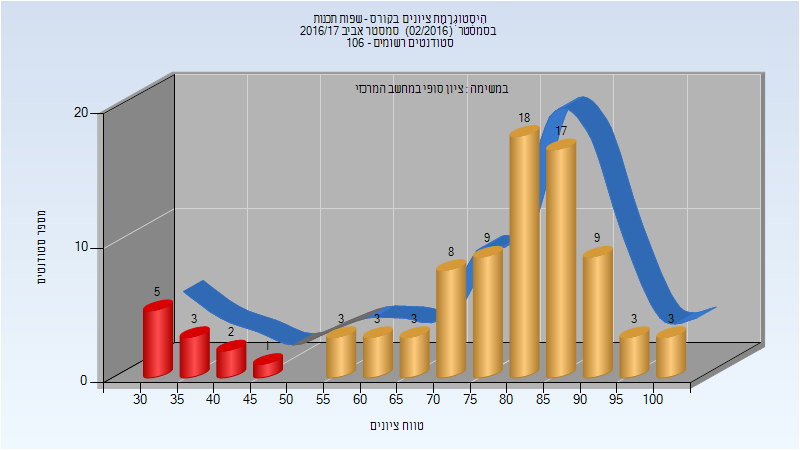 היסטוגרמת ציונים בקורס - שפות תכנות
בסמסטר (02/2016) סמסטר אביב 2016/17
סטודנטים רשומים - 106
במשימה : ציון סופי במחשב המרכזי
מספר סטודנטים
20
10
0
5
3
2
1
3
3
3
8
9
18
17
9
3
3
30 35 40 45 50 55 60 65 70 75 80 85 90 95 100
טווח ציונים